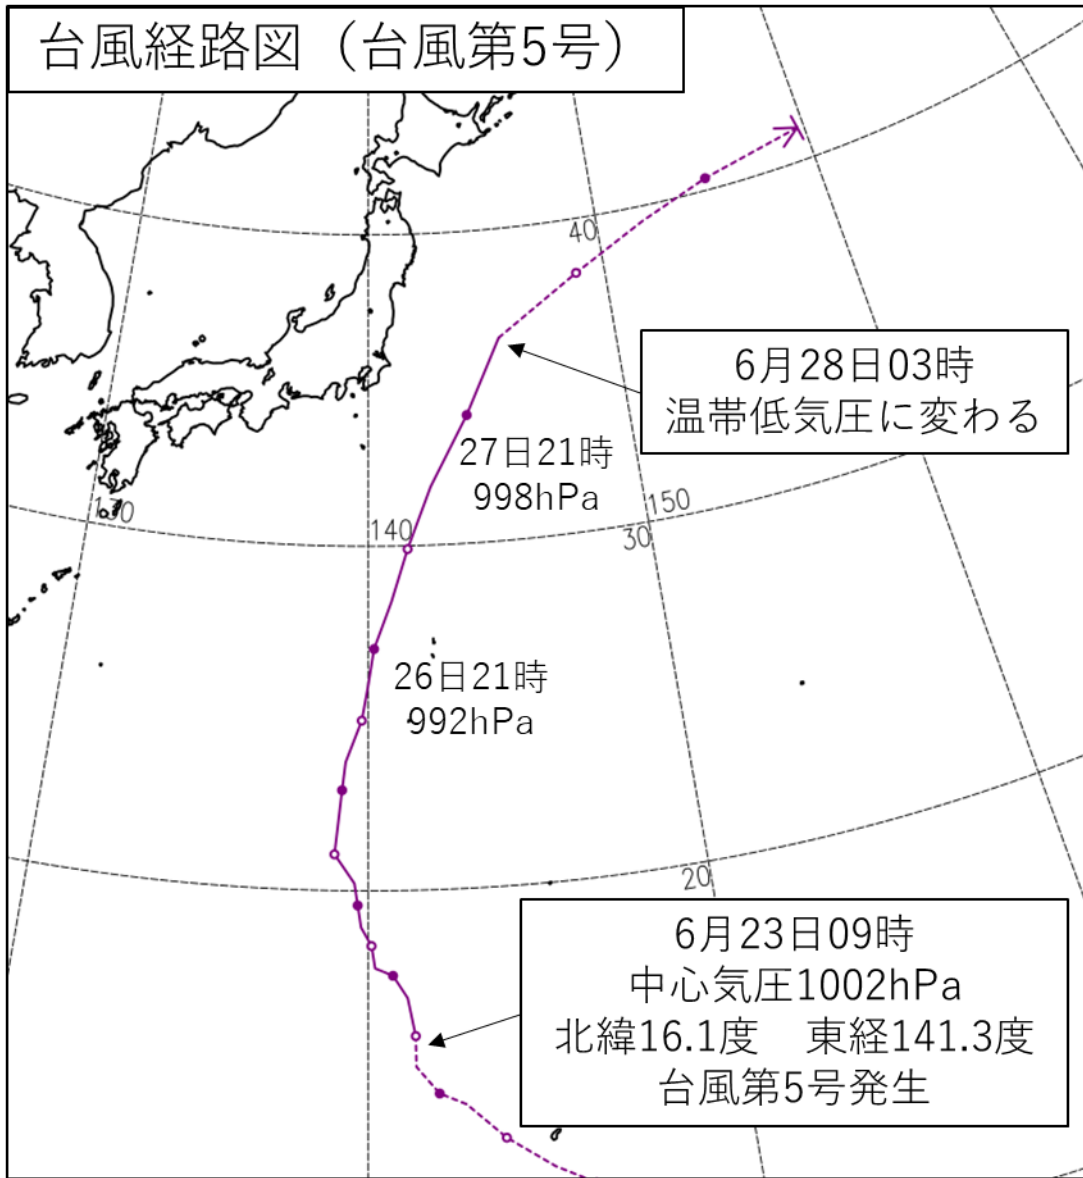 台風経路図（台風第5号）
40
6月28日03時
温帯低気圧に変わる
27日21時
998hPa
130
140
150
30
26日21時
992hPa
20
6月23日09時
中心気圧1002hPa
北緯16.1度　東経141.3度
台風第5号発生